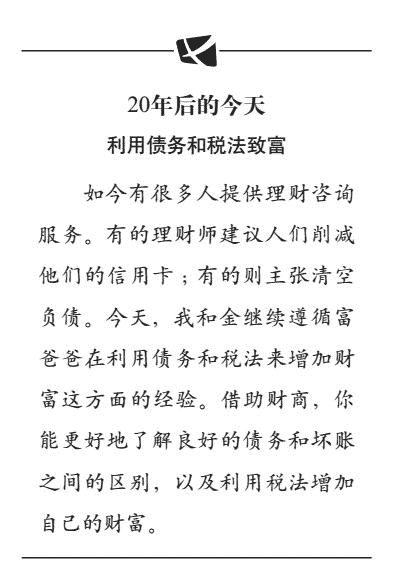 20年后的今天
利用债务和税法致富
如今有很多人提供理财咨询
服务。有的理财师建议人们削减
他们的信用卡；有的则主张清空
负债。今天，我和金继续遵循富
爸爸在利用债务和税法来增加财
富这方面的经验。借助财商，你
能更好地了解良好的债务和坏账
之间的区别，以及利用税法增加
自己的财富。